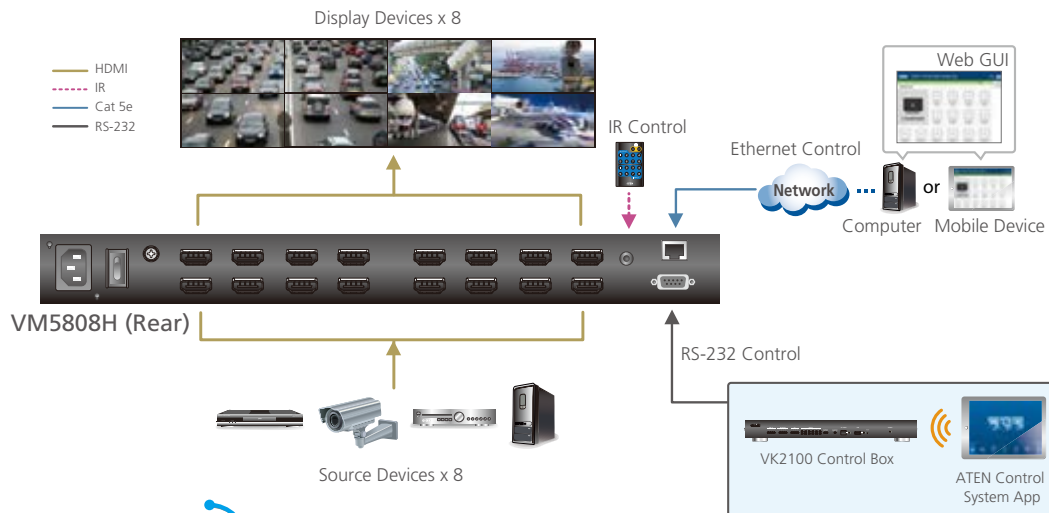 Display Devices x 8
HDMI
IR
Cat 5e
RS-232
IR Control
Ethernet Control
Web GUI
Network
or
Computer
Mobile Device
VM5808H (Rear)
RS-232 Control
Source Devices x 8
VK2100 Control Box
ATEN Control
System App